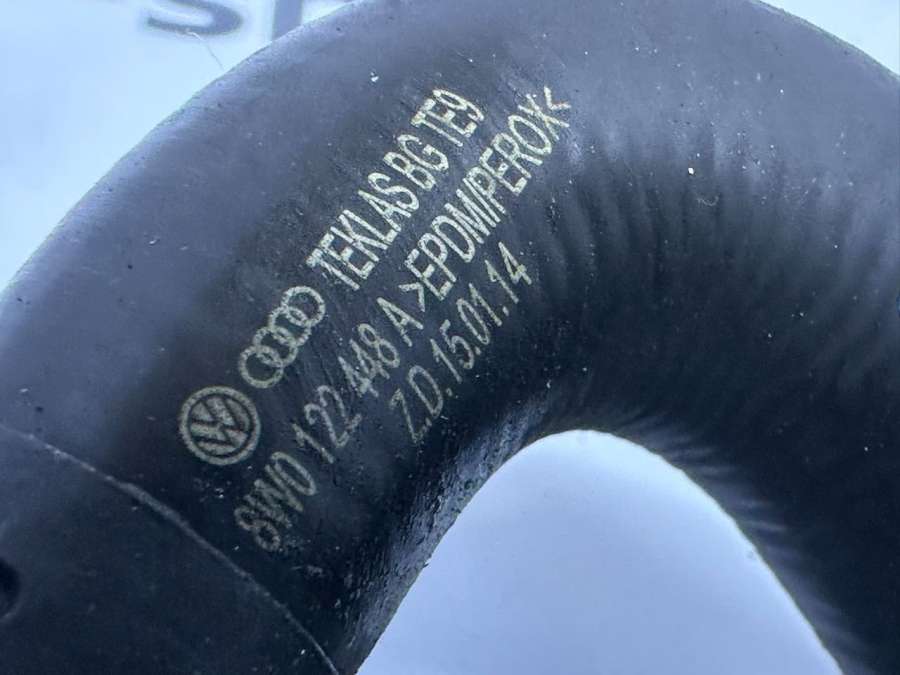 TEKLAS BG TE9
8W0 122 448 A >EPDM/PEROX<
Z.D.15.01.14